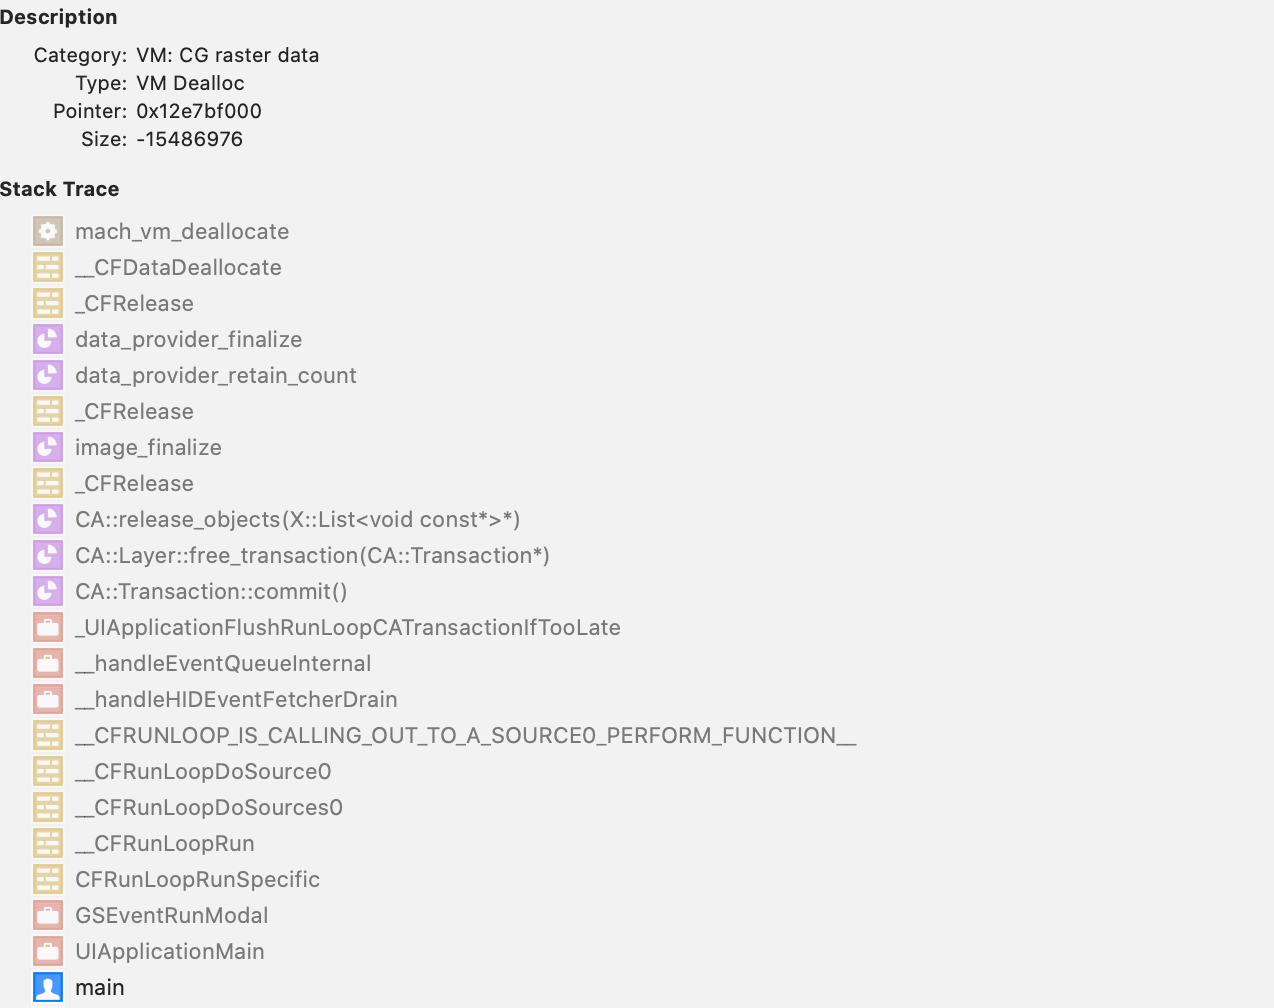 Description
Category: VM: CG raster data
Type: VM Dealloc
Pointer: 0x12e7bf000
Size: -15486976
Stack Trace
mach_vm_deallocate
__CFDataDeallocate
_CFRelease
data_provider_finalize
data_provider_retain_count
_CFRelease
image_finalize
_CFRelease
CA::release_objects(X::List<void const*>*)
CA::Layer::free_transaction(CA::Transaction*)
CA::Transaction::commit()
_UIApplicationFlushRunLoopCATransactionIfTooLate
__handleEventQueueInternal
__handleHIDEventFetcherDrain
__CFRUNLOOP_IS_CALLING_OUT_TO_A_SOURCE0_PERFORM_FUNCTION__
__CFRunLoopDoSource0
__CFRunLoopDoSources0
__CFRunLoopRun
CFRunLoopRunSpecific
GSEventRunModal
UIApplicationMain
main